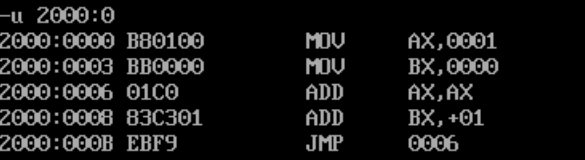 -u 2000:0
2000:0000 B80100 MOV AX,0001
2000:0003 BB0000 MOV BX,0000
2000:0006 01C0 ADD AX,AX
2000:0008 83C301 ADD BX,+01
2000:000B EBF9 JMP 0006